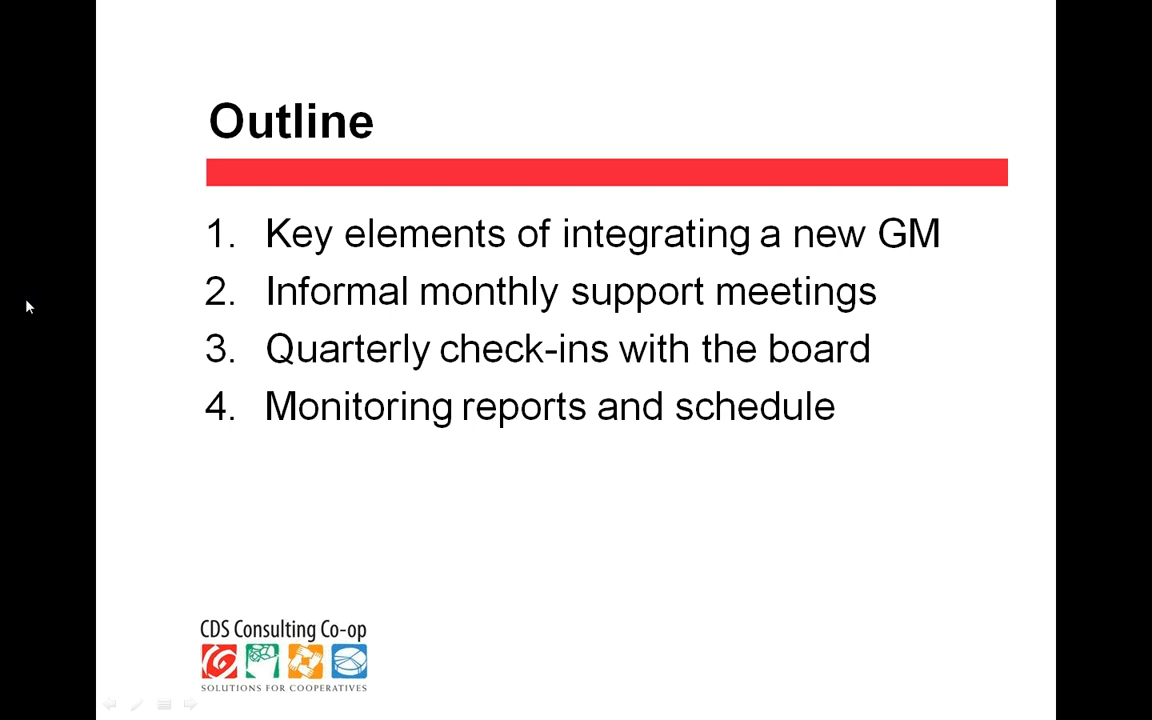 Outline
1. Key elements of integrating a new GM
2. Informal monthly support meetings
3. Quarterly check-ins with the board
4. Monitoring reports and schedule
CDS Consulting Co-op
SOLUTIONS FOR COOPERATIVES